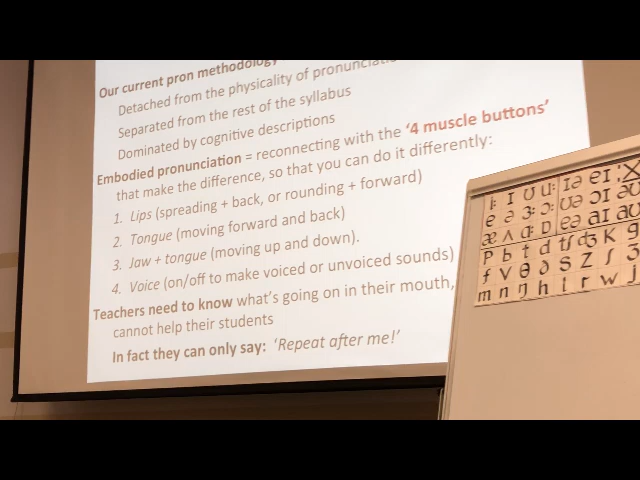 Our current pron methodology
Detached from the physicality of pronunciatio
Separated from the rest of the syllabus
Dominated by cognitive descriptions
Embodied pronunciation = reconnecting with the '4 muscle buttons'
that make the difference, so that you can do it differently:
1. Lips (spreading + back, or rounding + forward)
2. Tongue (moving forward and back)
3. Jaw + tongue (moving up and down).
4. Voice (on/off to make voiced or unvoiced sounds)
Teachers need to know what's going on in their mouth,
cannot help their students
In fact they can only say: 'Repeat after me!'
i: ɪ ʊ u: ɪə eɪ
e ə ɜ: ɔ: ʊə ɔɪ əʊ
æ ʌ ɑ: ɒ eə aɪ aʊ
p b t d tʃ dʒ k g
f v θ ð s z ʃ ʒ
m n ŋ h l r w j